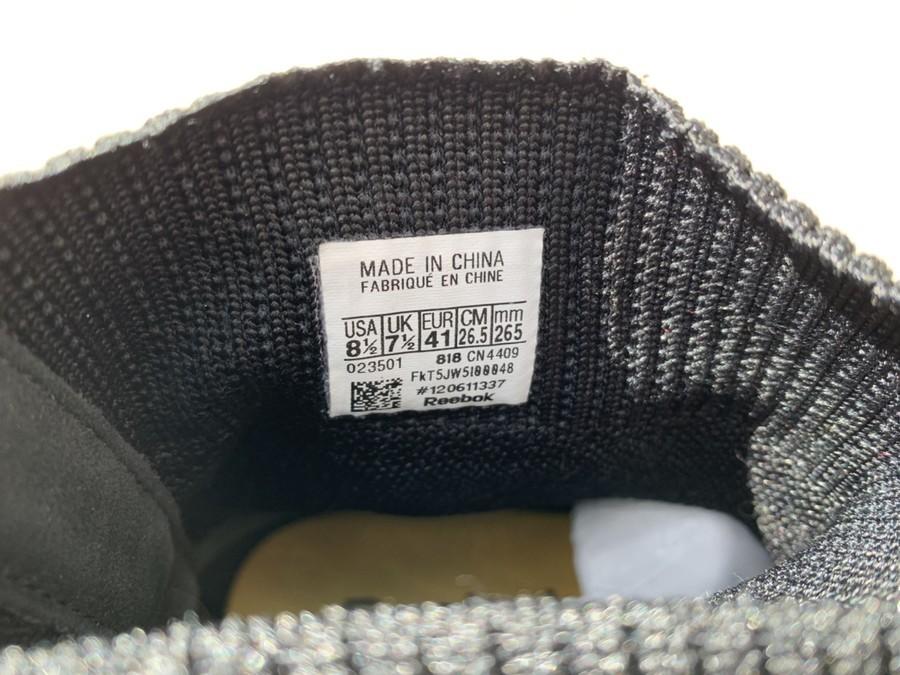 MADE IN CHINA
FABRIQUÉ EN CHINE
USA UK EUR CM mm
8½ 7½ 41 26.5 265
023501 818 CN4409
#120611337
Reebok